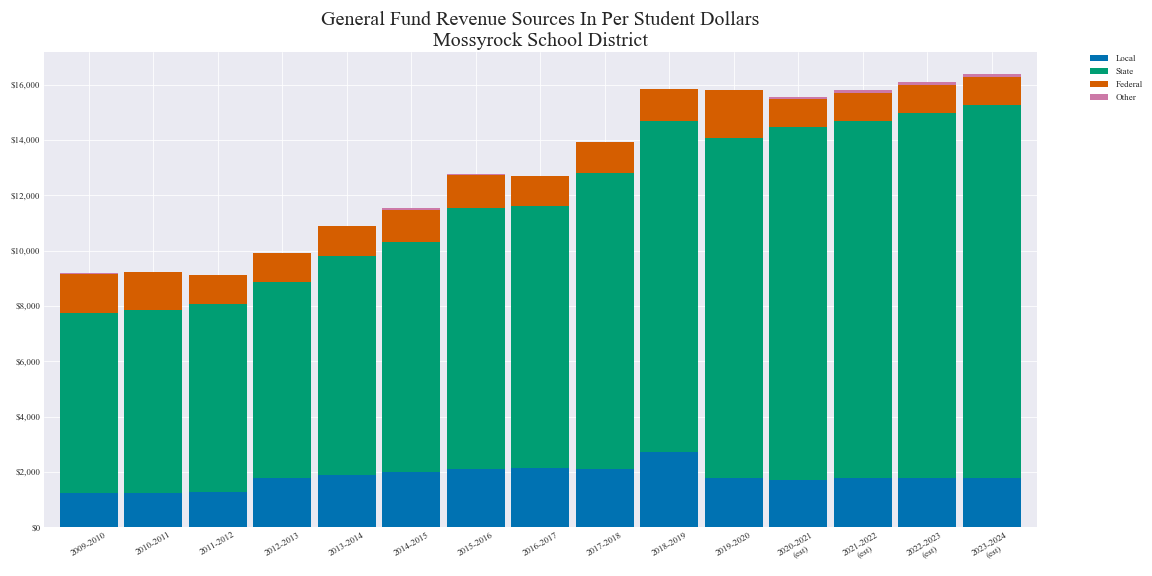 General Fund Revenue Sources In Per Student Dollars
Mossyrock School District
Local
State
Federal
Other
$16,000
$14,000
$12,000
$10,000
$8,000
$6,000
$4,000
$2,000
$0
2009-2010
2010-2011
2011-2012
2012-2013
2013-2014
2014-2015
2015-2016
2016-2017
2017-2018
2018-2019
2019-2020
2020-2021
(est)
2021-2022
(est)
2022-2023
(est)
2023-2024
(est)